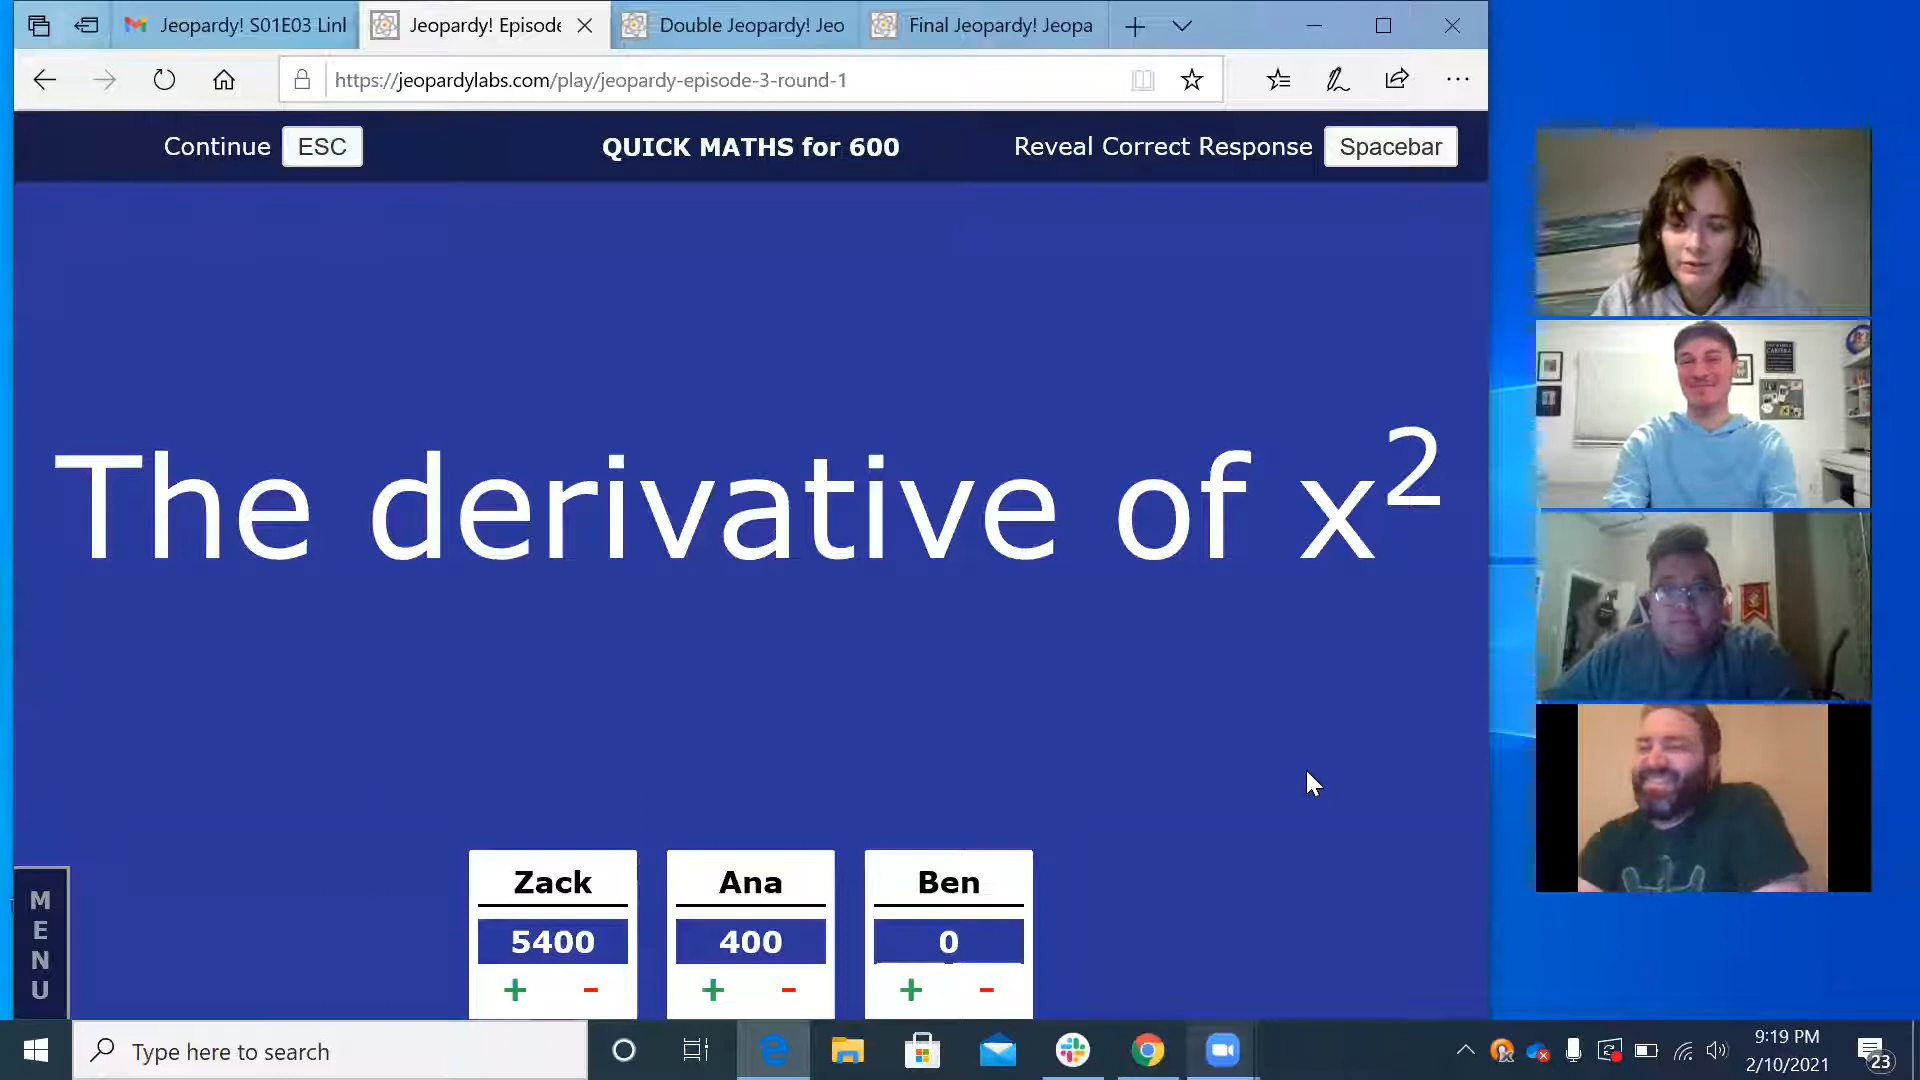 Jeopardy! S01E03 Linl
Jeopardy! Episode
Double Jeopardy! Jeo
Final Jeopardy! Jeopa
https://jeopardylabs.com/play/jeopardy-episode-3-round-1
Continue ESC
QUICK MATHS for 600
Reveal Correct Response Spacebar
The derivative of x²
MENU
Zack
5400
+ -
Ana
400
+ -
Ben
0
+ -
Type here to search
9:19 PM
2/10/2021
23